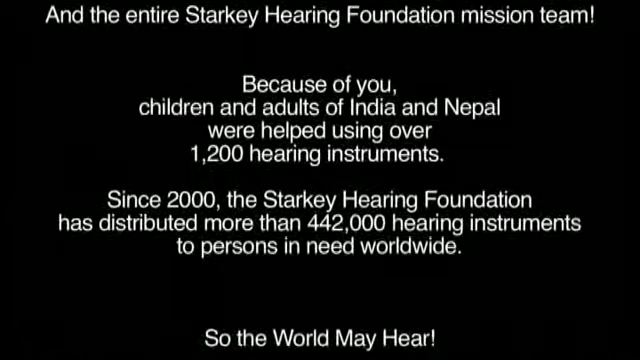 And the entire Starkey Hearing Foundation mission team!
Because of you,
children and adults of India and Nepal
were helped using over
1,200 hearing instruments.
Since 2000, the Starkey Hearing Foundation
has distributed more than 442,000 hearing instruments
to persons in need worldwide.
So the World May Hear!